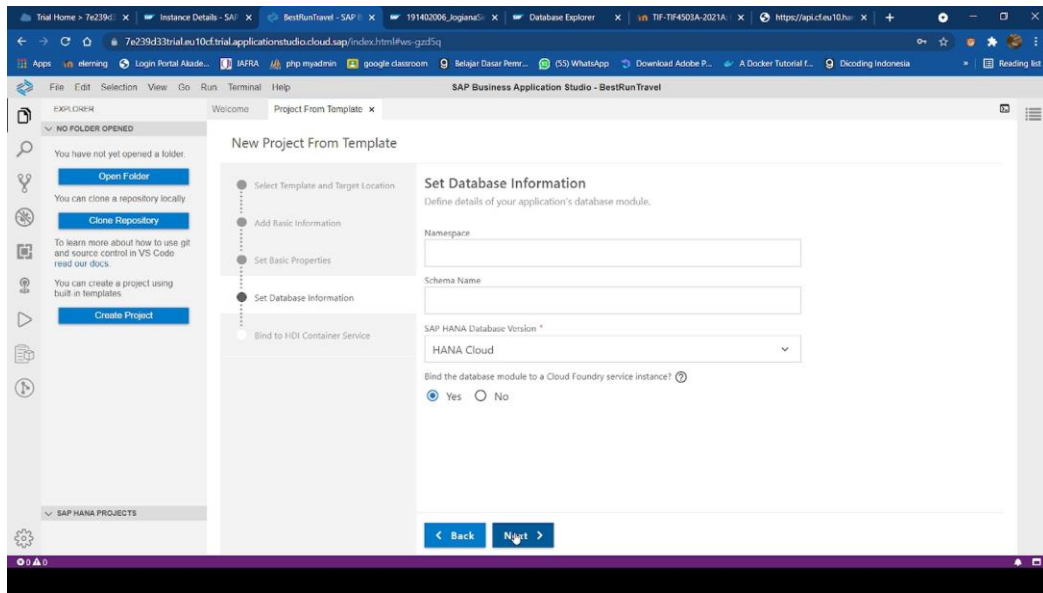 Trial Home > 7e239d3
Instance Details - SAP
BestRunTravel - SAP B
191402006_JogianaS
Database Explorer
TIF-TIF4503A-2021A
https://api.cf.eu10.ha
7e239d33trial.eu10cf.trial.applicationstudio.cloud.sap/index.html#ws-gzd5q
Apps
elerning
Login Portal Akade...
IAFRA
php myadmin
google dassroom
Belajar Dasar Pemr...
(55) WhatsApp
Download Adobe P...
A Docker Tutorial f...
Dicoding Indonesia
»
Reading list
File Edit Selection View Go Run Terminal Help
SAP Business Application Studio - BestRunTravel
EXPLORER
Welcome
Project From Template ×
NO FOLDER OPENED
You have not yet opened a folder.
Open Folder
You can clone a repository locally.
Clone Repository
To learn more about how to use git
and source control in VS Code
read our docs.
You can create a project using
built-in templates.
Create Project
SAP HANA PROJECTS
New Project From Template
Select Template and Target Location
Add Basic Information
Set Basic Properties
Set Database Information
Bind to HDI Container Service
Set Database Information
Define details of your application's database module.
Namespace
Schema Name
SAP HANA Database Version *
HANA Cloud
Bind the database module to a Cloud Foundry service instance?
Yes No
< Back
Next >
0 0